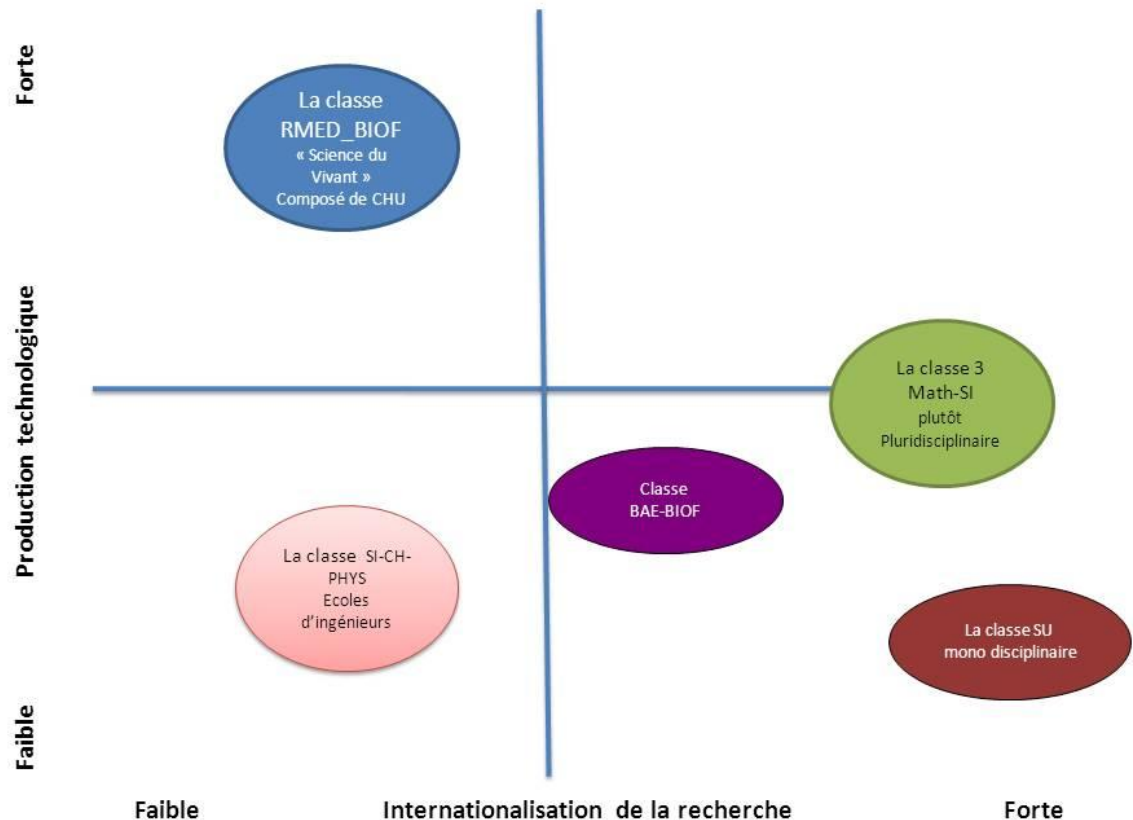 Forte
La classe
RMED_BIOF
« Science du
Vivant »
Composé de CHU
Production technologique
La classe 3
Math-SI
plutôt
Pluridisciplinaire
Classe
BAE-BIOF
La classe SI-CH-
PHYS
Ecoles
d'ingénieurs
La classe SU
mono disciplinaire
Faible
Faible
Internationalisation de la recherche
Forte